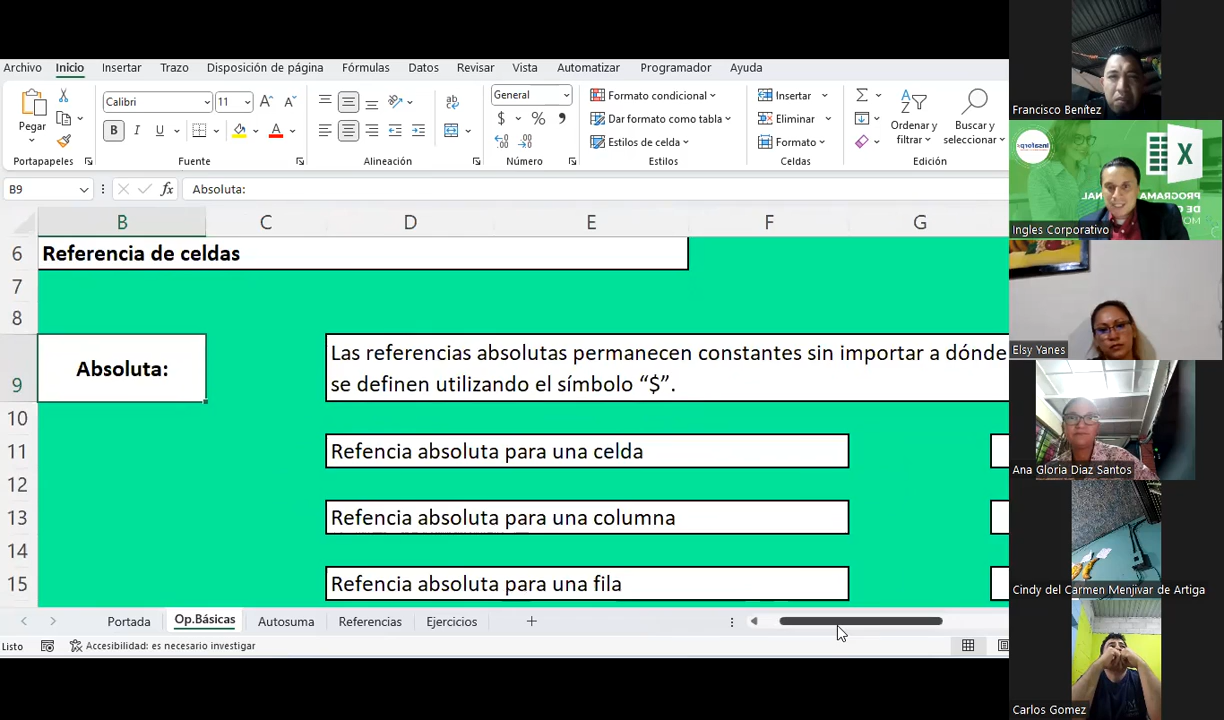 Archivo Inicio Insertar Trazo Disposición de página Fórmulas Datos Revisar Vista Automatizar Programador Ayuda
Pegar
Calibri 11
N K S
General
$ % ,
Formato condicional
Dar formato como tabla
Estilos de celda
Insertar
Eliminar
Formato
Ordenar y filtrar
Buscar y seleccionar
Portapapeles Fuente Alineación Número Estilos Celdas Edición
B9 fx Absoluta:
B C D E F G
6 Referencia de celdas
7
8
9 Absoluta:
Las referencias absolutas permanecen constantes sin importar a dónde
se definen utilizando el símbolo “$”.
10
11 Refencia absoluta para una celda
12
13 Refencia absoluta para una columna
14
15 Refencia absoluta para una fila
Portada Op.Básicas Autosuma Referencias Ejercicios
Listo Accesibilidad: es necesario investigar
Francisco Benítez
Insaforp
X
PROGRAMA
Ingles Corporativo
Elsy Yanes
Ana Gloria Diaz Santos
Cindy del Carmen Menjivar de Artiga
Carlos Gomez